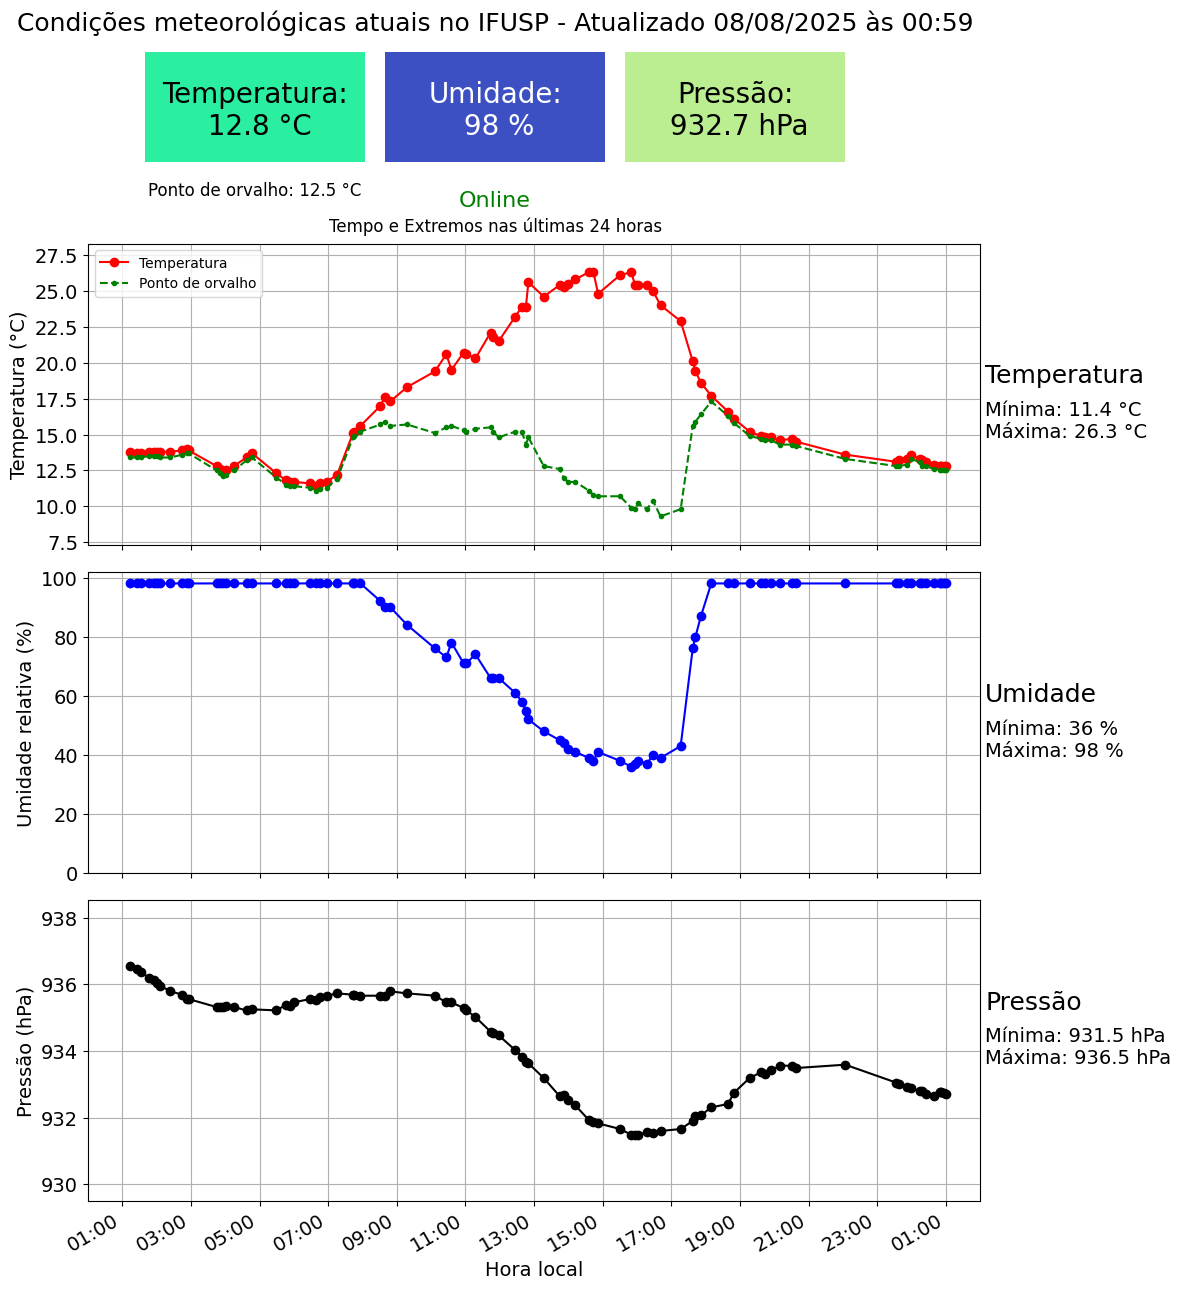 Condições meteorológicas atuais no IFUSP - Atualizado 08/08/2025 às 00:59
Temperatura:
12.8 °C
Umidade:
98 %
Pressão:
932.7 hPa
Ponto de orvalho: 12.5 °C
Online
Tempo e Extremos nas últimas 24 horas
Temperatura
Ponto de orvalho
Temperatura (°C)
27.5
25.0
22.5
20.0
17.5
15.0
12.5
10.0
7.5
Temperatura
Mínima: 11.4 °C
Máxima: 26.3 °C
Umidade relativa (%)
100
80
60
40
20
0
Umidade
Mínima: 36 %
Máxima: 98 %
Pressão (hPa)
938
936
934
932
930
Pressão
Mínima: 931.5 hPa
Máxima: 936.5 hPa
01:00
03:00
05:00
07:00
09:00
11:00
13:00
15:00
17:00
19:00
21:00
23:00
01:00
Hora local